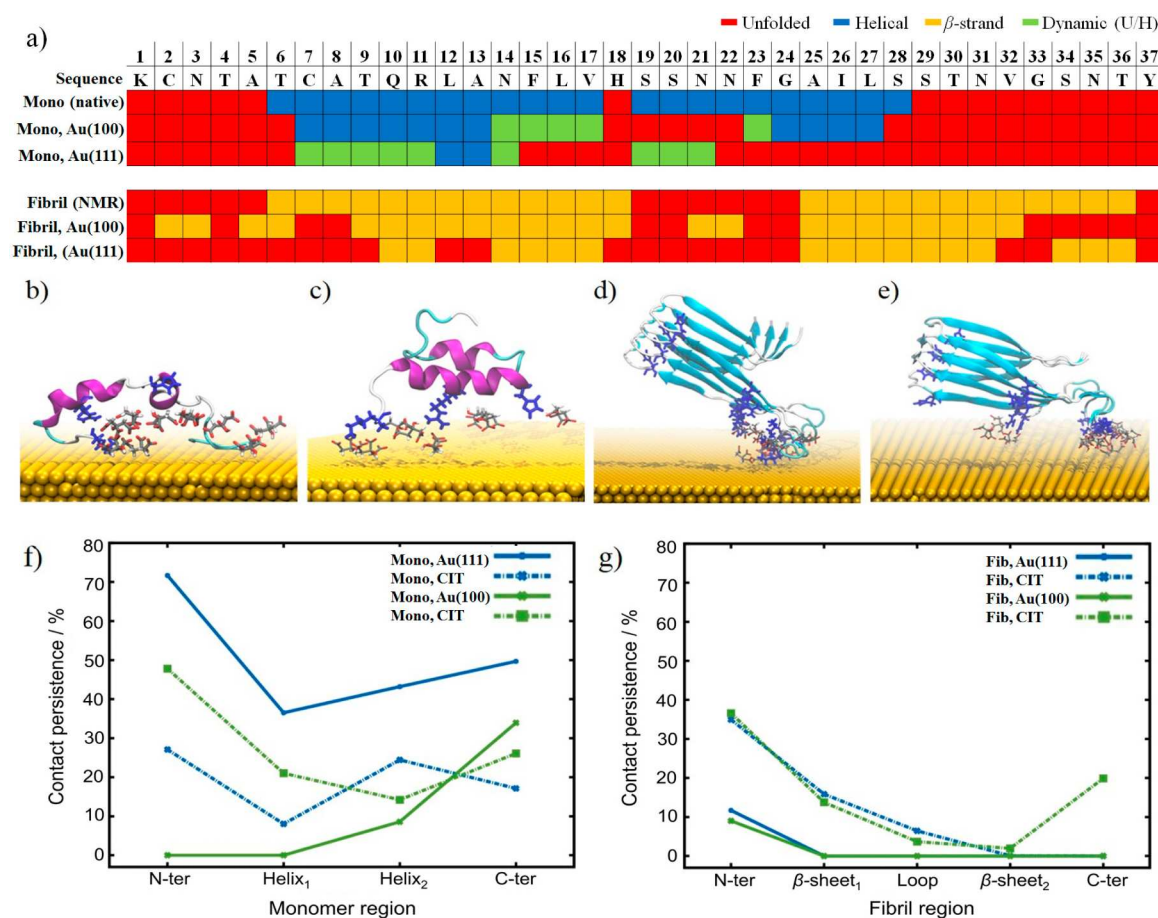 Unfolded Helical β-strand Dynamic (U/H)
a)
1 2 3 4 5 6 7 8 9 10 11 12 13 14 15 16 17 18 19 20 21 22 23 24 25 26 27 28 29 30 31 32 33 34 35 36 37
Sequence K C N T A T C A T Q R L A N F L V H S S N N F G A I L S S T N V G S N T Y
Mono (native)
Mono, Au(100)
Mono, Au(111)
Fibril (NMR)
Fibril, Au(100)
Fibril, (Au(111)
b) c) d) e)
f)
80
70
60
50
40
30
20
10
0
Contact persistence / %
Mono, Au(111)
Mono, CIT
Mono, Au(100)
Mono, CIT
N-ter Helix₁ Helix₂ C-ter
Monomer region
g)
80
70
60
50
40
30
20
10
0
Contact persistence / %
Fib, Au(111)
Fib, CIT
Fib, Au(100)
Fib, CIT
N-ter β-sheet₁ Loop β-sheet₂ C-ter
Fibril region